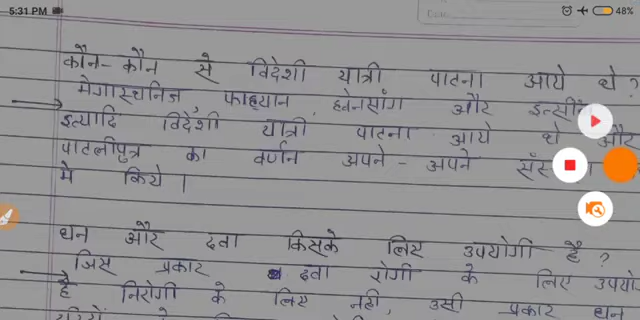 5:31 PM
48%
कौन-कौन से विदेशी यात्री पाटना आये थे ?
मेगास्थनिज, फाह्यान, ह्वेनसांग और
इत्यादि विदेशी यात्री पाटना आये थे और
पाटलीपुत्र का वर्णन अपने-अपने
मे किये ।
धन और दवा किसके लिए उपयोगी है ?
जिस प्रकार दवा रोगी के लिए
है निरोगी के लिए नही, उसी प्रकार धन